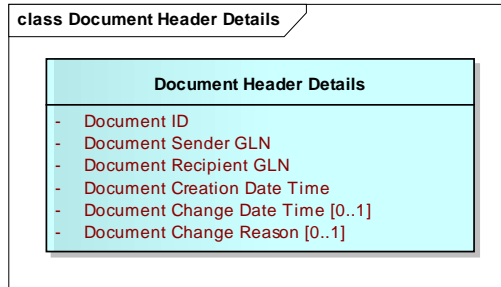 class Document Header Details
Document Header Details
- Document ID
- Document Sender GLN
- Document Recipient GLN
- Document Creation Date Time
- Document Change Date Time [0..1]
- Document Change Reason [0..1]